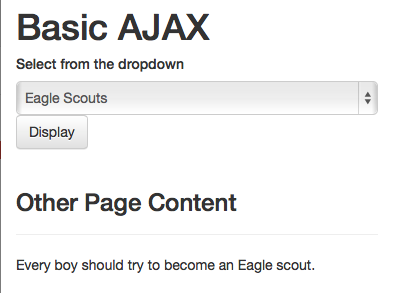 Basic AJAX
Select from the dropdown
Eagle Scouts
Display
Other Page Content
Every boy should try to become an Eagle scout.